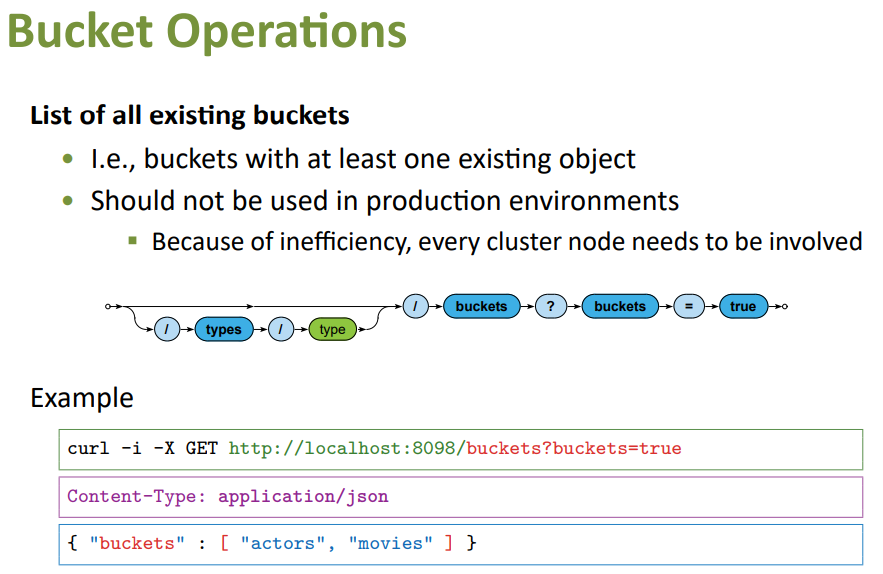 Bucket Operations
List of all existing buckets
• I.e., buckets with at least one existing object
• Should not be used in production environments
▪ Because of inefficiency, every cluster node needs to be involved
/ buckets ? buckets = true
/ types / type
Example
curl -i -X GET http://localhost:8098/buckets?buckets=true
Content-Type: application/json
{ "buckets" : [ "actors", "movies" ] }